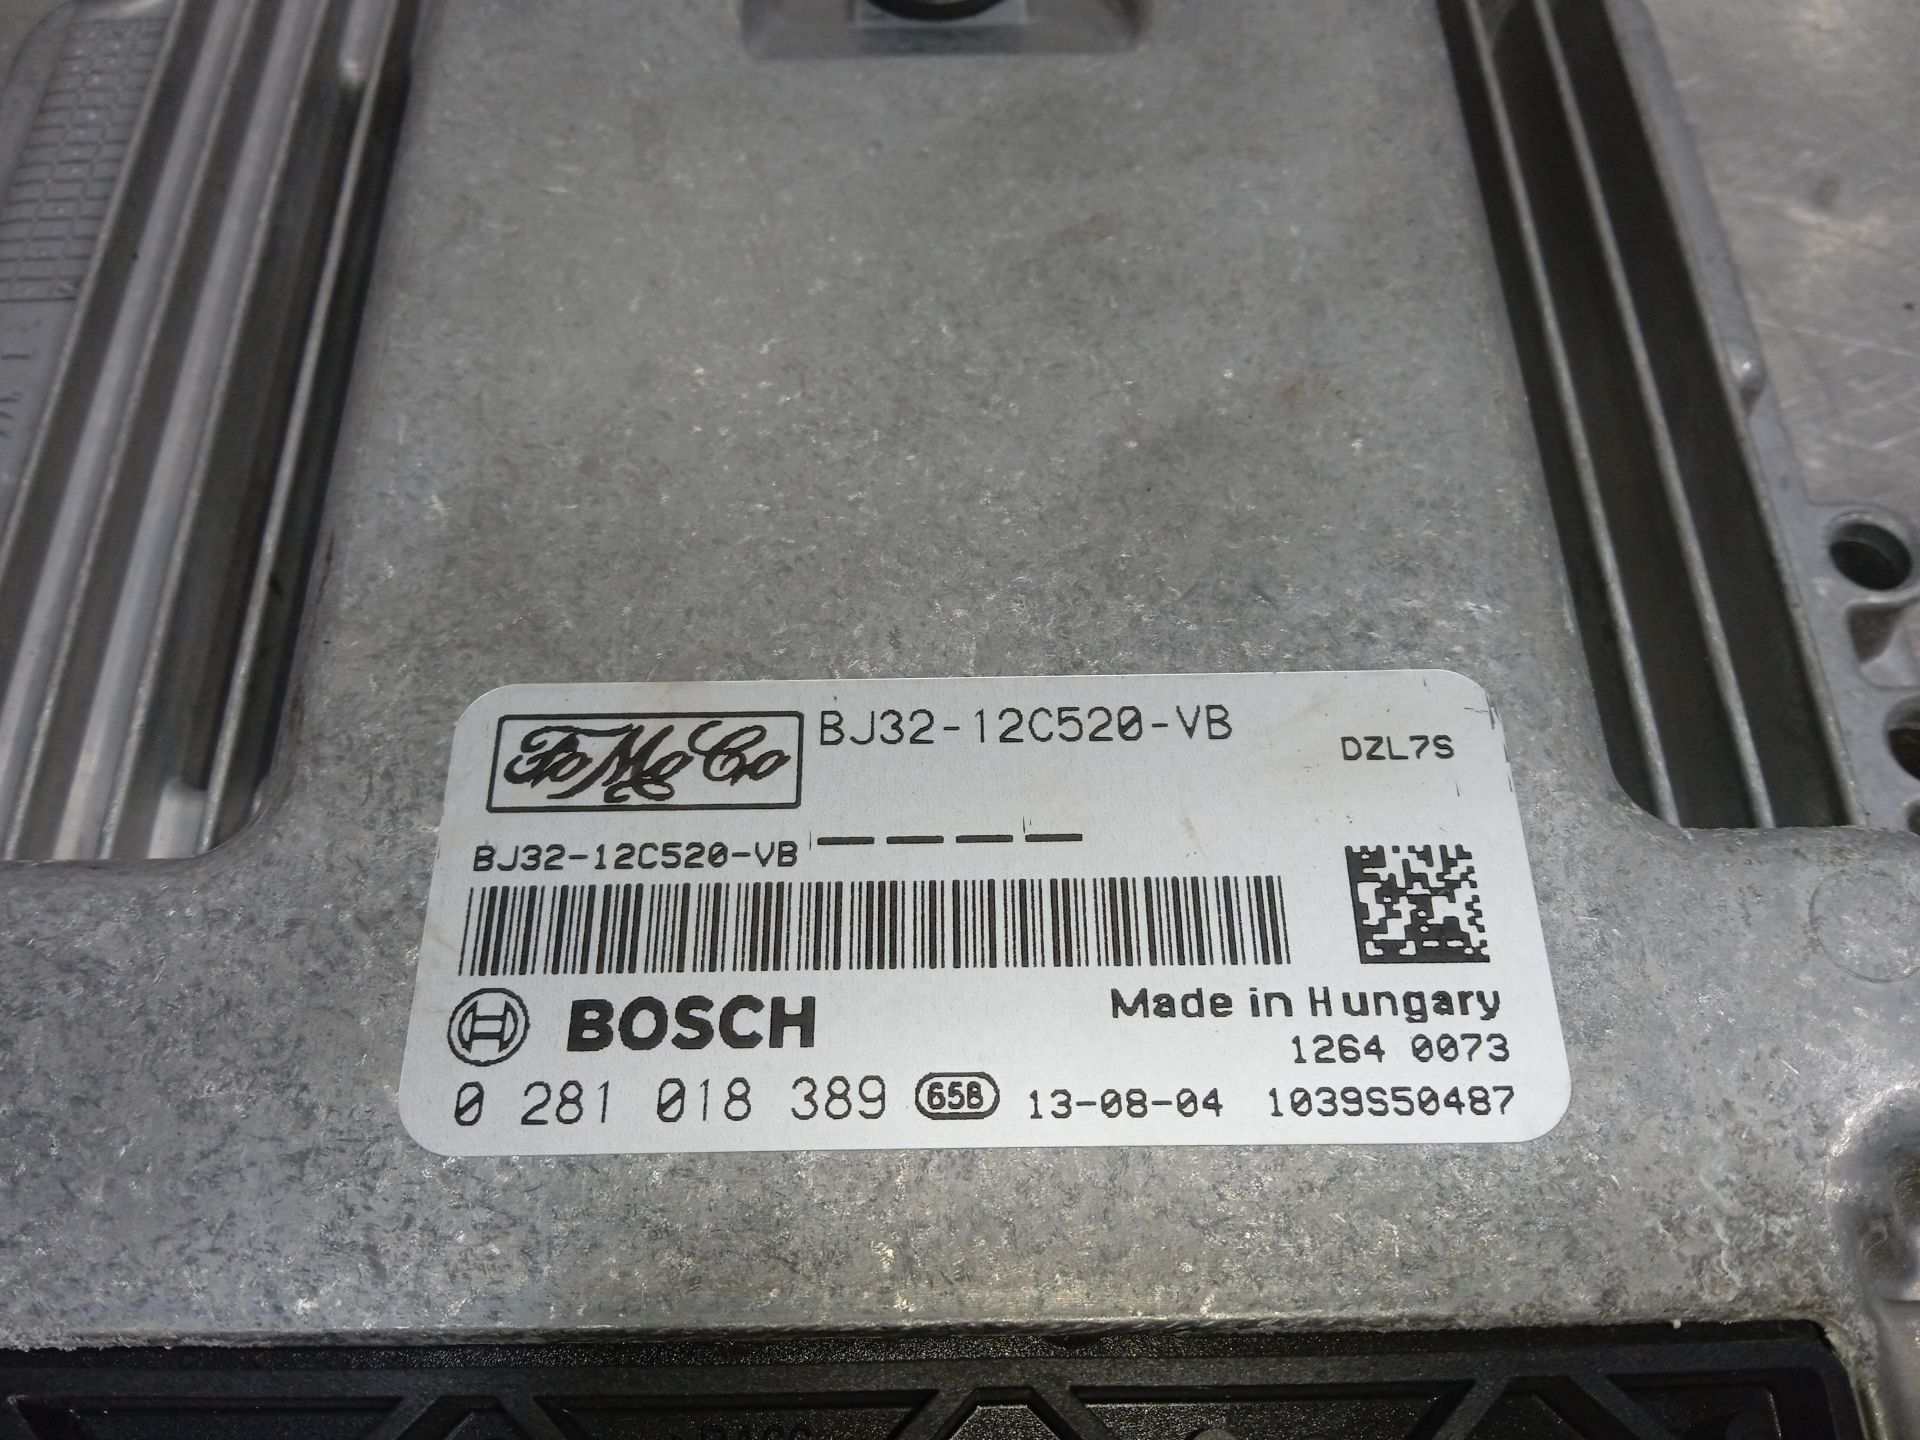 FoMoCo BJ32-12C520-VB
DZL7S
BJ32-12C520-VB
BOSCH
Made in Hungary
1264 0073
0 281 018 389 65B 13-08-04 1039S50487